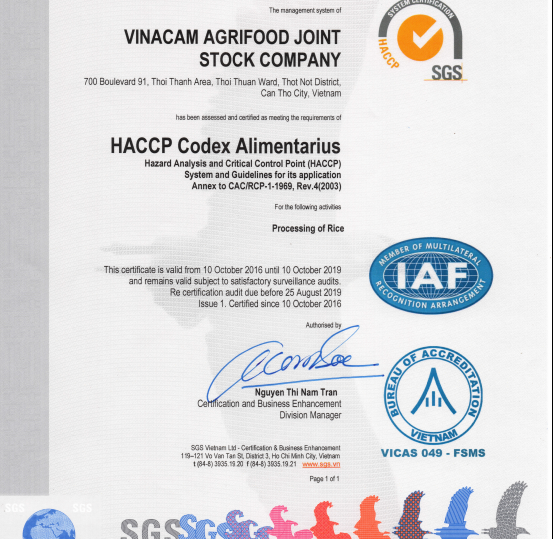 The management system of
VINACAM AGRIFOOD JOINT
STOCK COMPANY
700 Boulevard 91, Thoi Thanh Area, Thoi Thuan Ward, Thot Not District,
Can Tho City, Vietnam
has been assessed and certified as meeting the requirements of
HACCP Codex Alimentarius
Hazard Analysis and Critical Control Point (HACCP)
System and Guidelines for its application
Annex to CAC/RCP-1-1969, Rev.4(2003)
For the following activities
Processing of Rice
This certificate is valid from 10 October 2016 until 10 October 2019
and remains valid subject to satisfactory surveillance audits.
Re certification audit due before 25 August 2019
Issue 1. Certified since 10 October 2016
Authorised by
Nguyen Thi Nam Tran
Certification and Business Enhancement
Division Manager
SGS Vietnam Ltd - Certification & Business Enhancement
119-121 Vo Van Tan St, District 3, Ho Chi Minh City, Vietnam
t (84-8) 3935.19.20 f (84-8) 3935.19.21 www.sgs.vn
Page 1 of 1
SYSTEM CERTIFICATION
HACCP
SGS
MEMBER OF MULTILATERAL
IAF
RECOGNITION ARRANGEMENT
BUREAU OF ACCREDITATION
VIETNAM
VICAS 049 - FSMS
SGS SGS
SGSSGS